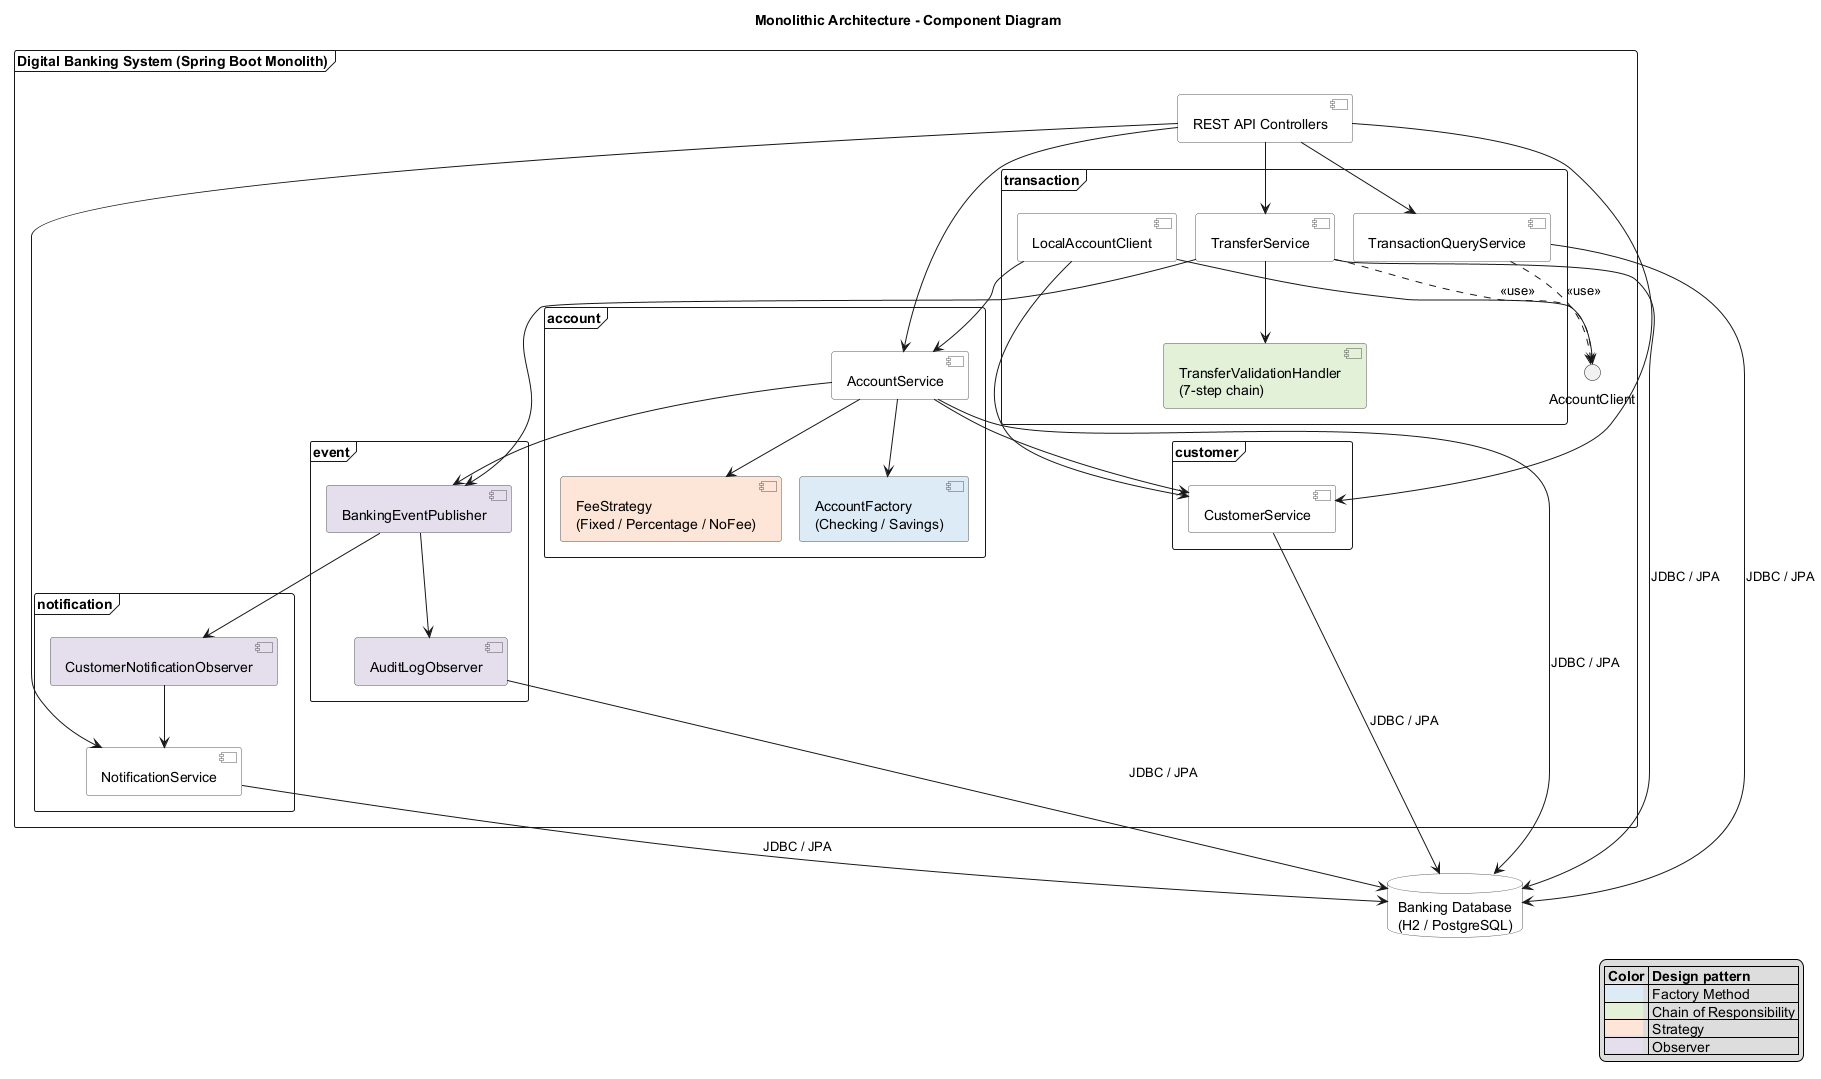 Monolithic Architecture - Component Diagram
Digital Banking System (Spring Boot Monolith)
REST API Controllers
transaction
LocalAccountClient
TransferService
TransactionQueryService
«use»
«use»
account
AccountService
TransferValidationHandler
(7-step chain)
AccountClient
event
customer
BankingEventPublisher
FeeStrategy
(Fixed / Percentage / NoFee)
AccountFactory
(Checking / Savings)
CustomerService
JDBC / JPA
JDBC / JPA
notification
CustomerNotificationObserver
AuditLogObserver
JDBC / JPA
JDBC / JPA
NotificationService
JDBC / JPA
JDBC / JPA
Banking Database
(H2 / PostgreSQL)
Color Design pattern
Factory Method
Chain of Responsibility
Strategy
Observer